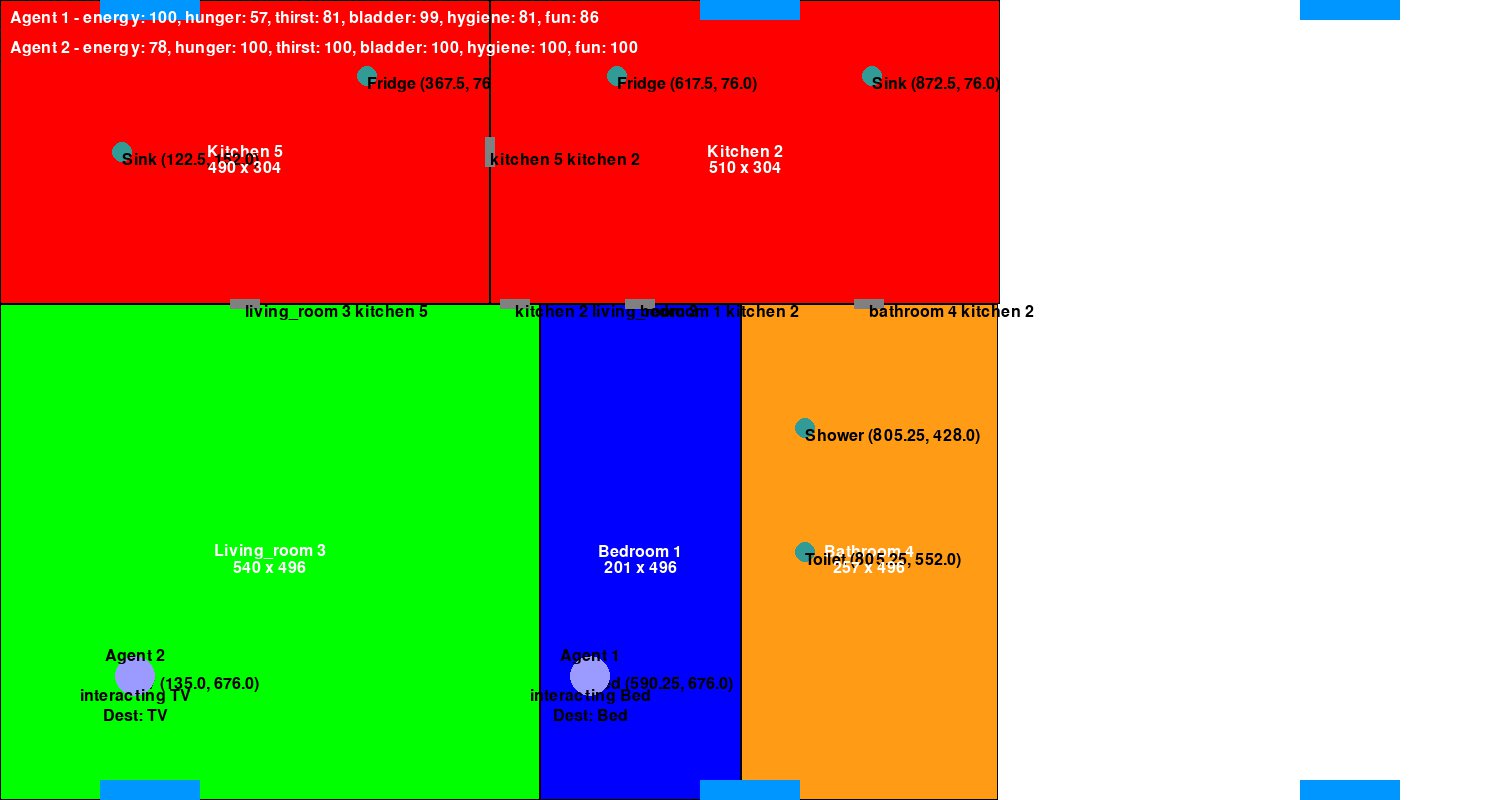 Agent 1 - energy: 100, hunger: 57, thirst: 81, bladder: 99, hygiene: 81, fun: 86
Agent 2 - energy: 78, hunger: 100, thirst: 100, bladder: 100, hygiene: 100, fun: 100
Fridge (367.5, 76
Fridge (617.5, 76.0)
Sink (872.5, 76.0)
Sink (122.5, 152.0)
Kitchen 5
490 x 304
kitchen 5 kitchen 2
Kitchen 2
510 x 304
living_room 3 kitchen 5
kitchen 2 living_room 3
bedroom 1 kitchen 2
bathroom 4 kitchen 2
Shower (805.25, 428.0)
Living_room 3
540 x 496
Bedroom 1
201 x 496
Toilet (805.25, 552.0)
Bathroom 4
257 x 496
Agent 2
(135.0, 676.0)
interacting TV
Dest: TV
Agent 1
d (590.25, 676.0)
interacting Bed
Dest: Bed